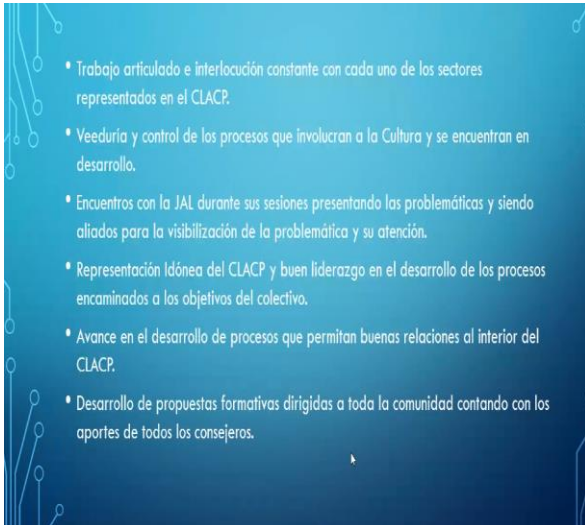 • Trabajo articulado e interlocución constante con cada uno de los sectores
representados en el CLACP.
• Veeduría y control de los procesos que involucran a la Cultura y se encuentran en
desarrollo.
• Encuentros con la JAL durante sus sesiones presentando las problemáticas y siendo
aliados para la visibilización de la problemática y su atención.
• Representación Idónea del CLACP y buen liderazgo en el desarrollo de los procesos
encaminados a los objetivos del colectivo.
• Avance en el desarrollo de procesos que permitan buenas relaciones al interior del
CLACP.
• Desarrollo de propuestas formativas dirigidas a toda la comunidad contando con los
aportes de todos los consejeros.